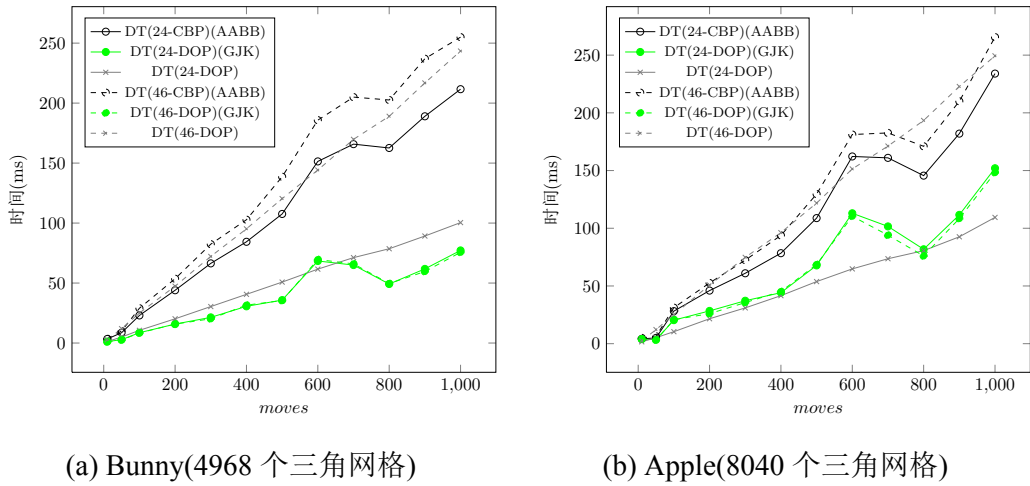 250
200
150
100
50
0
时间(ms)
DT(24-CBP)(AABB)
DT(24-DOP)(GJK)
DT(24-DOP)
DT(46-CBP)(AABB)
DT(46-DOP)(GJK)
DT(46-DOP)
0 200 400 600 800 1,000
moves
(a) Bunny(4968 个三角网格)
250
200
150
100
50
0
时间(ms)
DT(24-CBP)(AABB)
DT(24-DOP)(GJK)
DT(24-DOP)
DT(46-CBP)(AABB)
DT(46-DOP)(GJK)
DT(46-DOP)
0 200 400 600 800 1,000
moves
(b) Apple(8040 个三角网格)